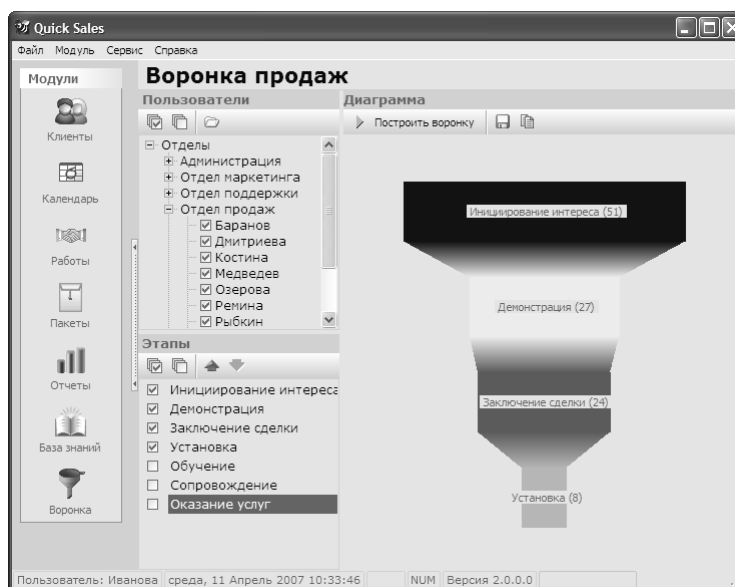 Quick Sales
Файл Модуль Сервис Справка
Модули
Клиенты
Календарь
Работы
Пакеты
Отчеты
База знаний
Воронка
Воронка продаж
Пользователи
Отделы
Администрация
Отдел маркетинга
Отдел поддержки
Отдел продаж
Баранов
Дмитриева
Костина
Медведев
Озерова
Ремина
Рыбкин
Этапы
Инициирование интереса
Демонстрация
Заключение сделки
Установка
Обучение
Сопровождение
Оказание услуг
Диаграмма
Построить воронку
Инициирование интереса (51)
Демонстрация (27)
Заключение сделки (24)
Установка (8)
Пользователь: Иванова среда, 11 Апрель 2007 10:33:46 NUM Версия 2.0.0.0